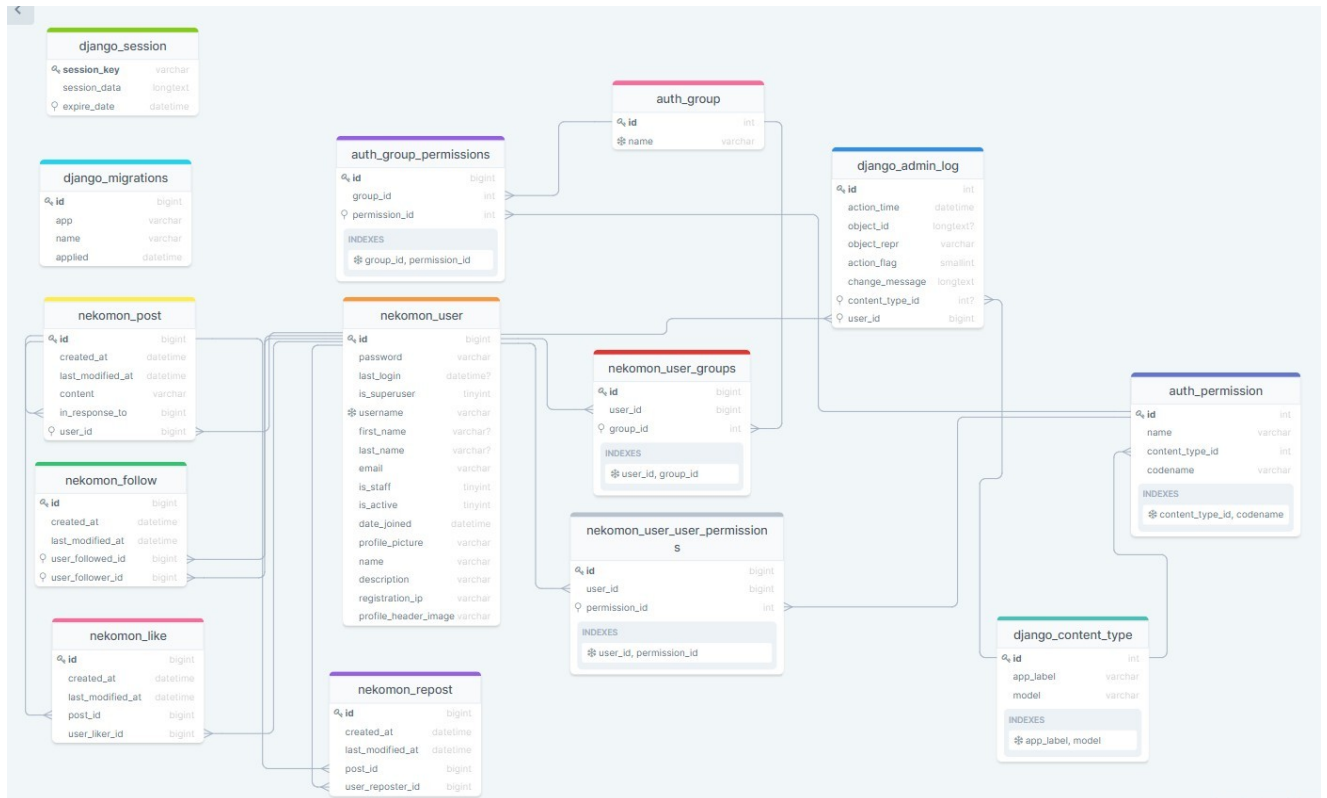 django_session
session_key varchar
session_data longtext
expire_date datetime
auth_group
id int
name varchar
auth_group_permissions
id bigint
group_id int
permission_id int
INDEXES
group_id, permission_id
django_admin_log
id int
action_time datetime
object_id longtext?
object_repr varchar
action_flag smallint
change_message longtext
content_type_id int?
user_id bigint
django_migrations
id bigint
app varchar
name varchar
applied datetime
nekomon_post
id bigint
created_at datetime
last_modified_at datetime
content varchar
in_response_to bigint
user_id bigint
nekomon_user
id bigint
password varchar
last_login datetime?
is_superuser tinyint
username varchar
first_name varchar?
last_name varchar?
email varchar
is_staff tinyint
is_active tinyint
date_joined datetime
profile_picture varchar
name varchar
description varchar
registration_ip varchar
profile_header_image varchar
nekomon_user_groups
id bigint
user_id bigint
group_id int
INDEXES
user_id, group_id
auth_permission
id int
name varchar
content_type_id int
codename varchar
INDEXES
content_type_id, codename
nekomon_follow
id bigint
created_at datetime
last_modified_at datetime
user_followed_id bigint
user_follower_id bigint
nekomon_user_user_permission
s
id bigint
user_id bigint
permission_id int
INDEXES
user_id, permission_id
nekomon_like
id bigint
created_at datetime
last_modified_at datetime
post_id bigint
user_liker_id bigint
django_content_type
id int
app_label varchar
model varchar
INDEXES
app_label, model
nekomon_repost
id bigint
created_at datetime
last_modified_at datetime
post_id bigint
user_reposter_id bigint